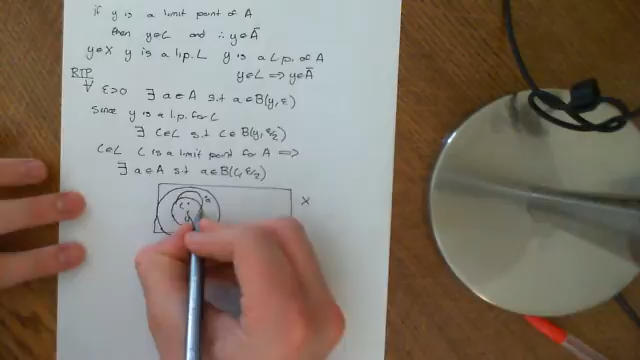 if y is a limit point of A
then y∈L and ∴ y∈Ā
y∈X y is a l.p. L y is a l.p. of A
y∈L ⟹ y∈Ā
RTP
∀ ε>0 ∃ a∈A s.t a∈B(y,ε)
Since y is a l.p. for L
∃ c∈L s.t c∈B(y,ε/2)
c∈L c is a limit point for A ⟹
∃ a∈A s.t a∈B(c,ε/2)
X